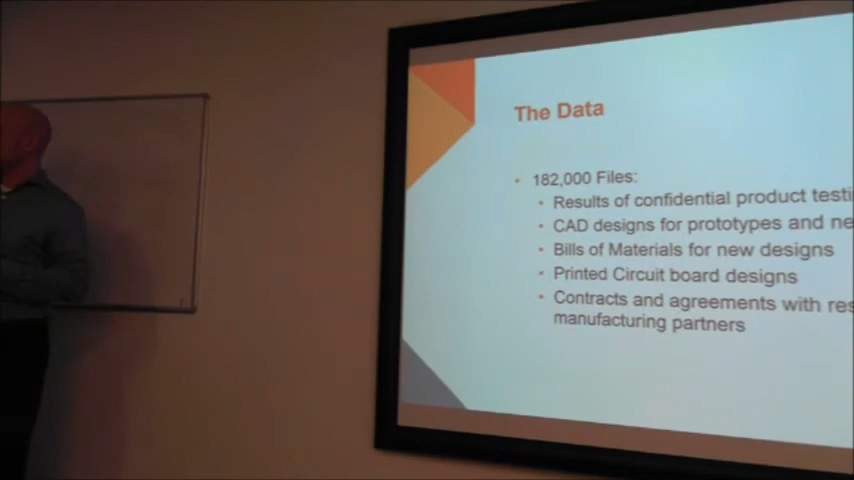 The Data
182,000 Files:
Results of confidential product
CAD designs for prototypes and
Bills of Materials for new designs
Printed Circuit board designs
Contracts and agreements with
manufacturing partners